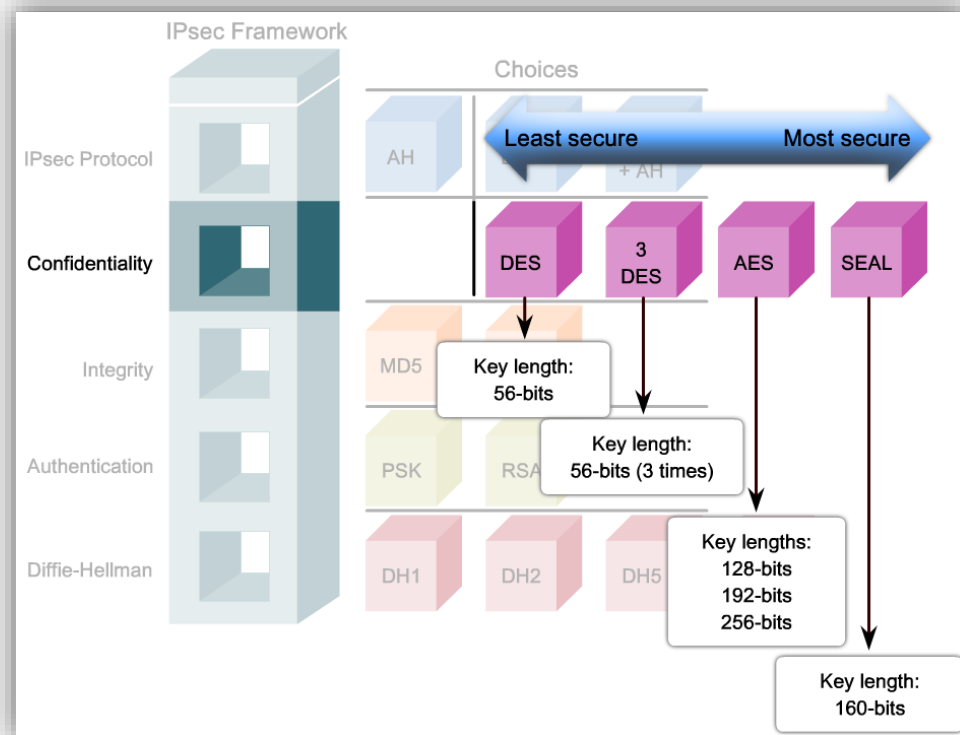 IPsec Framework
Choices
Least secure
Most secure
IPsec Protocol
AH
+ AH
Confidentiality
DES
3
DES
AES
SEAL
Integrity
MD5
Key length:
56-bits
Authentication
PSK
RSA
Key length:
56-bits (3 times)
Diffie-Hellman
DH1
DH2
DH5
Key lengths:
128-bits
192-bits
256-bits
Key length:
160-bits